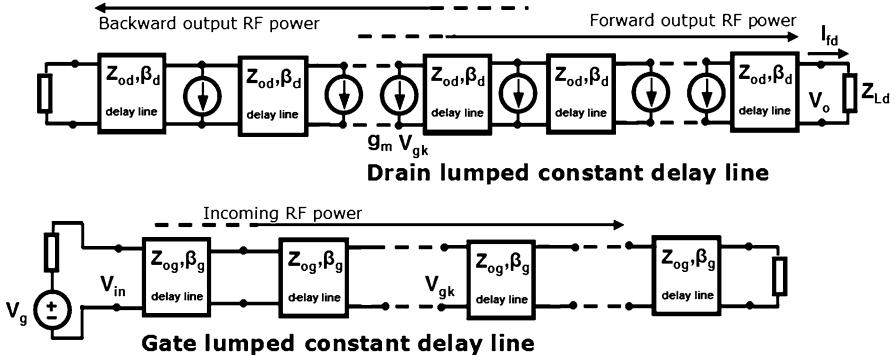 Backward output RF power
Forward output RF power
I_fd
Z_od,β_d
delay line
Z_od,β_d
delay line
Z_od,β_d
delay line
Z_od,β_d
delay line
Z_od,β_d
delay line
V_o
Z_Ld
g_m V_gk
Drain lumped constant delay line
Incoming RF power
V_g
V_in
Z_og,β_g
delay line
Z_og,β_g
delay line
V_gk
Z_og,β_g
delay line
Z_og,β_g
delay line
Gate lumped constant delay line